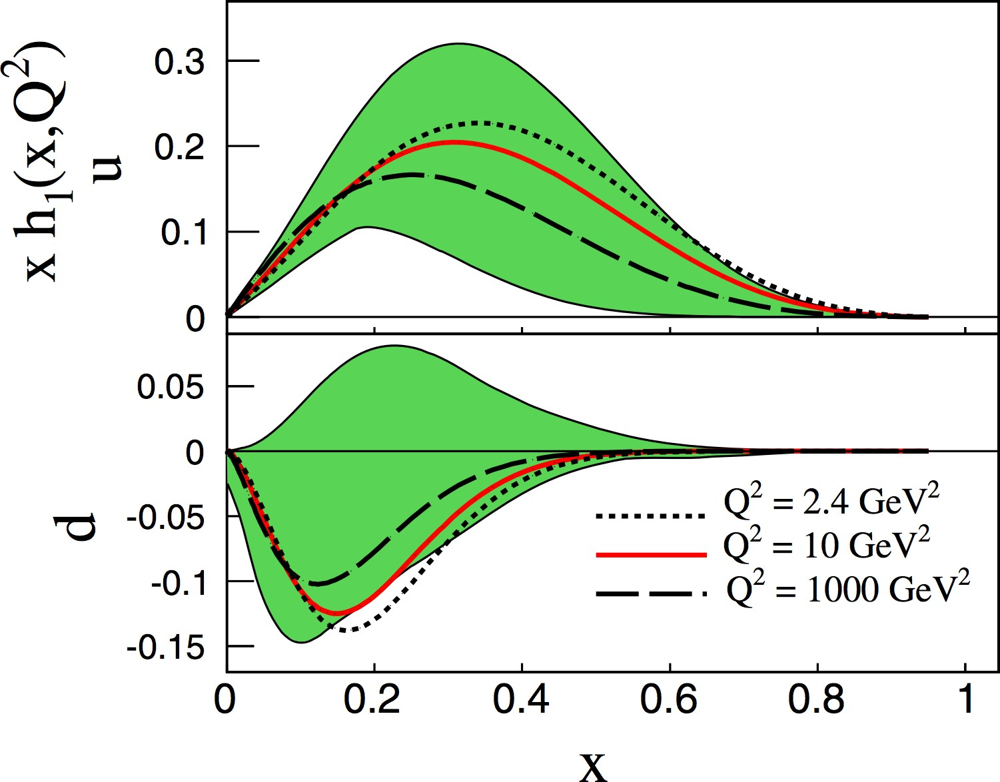 x h₁(x,Q²)
u
0.3
0.2
0.1
0
d
0.05
0
-0.05
-0.1
-0.15
Q² = 2.4 GeV²
Q² = 10 GeV²
Q² = 1000 GeV²
0 0.2 0.4 0.6 0.8 1
x